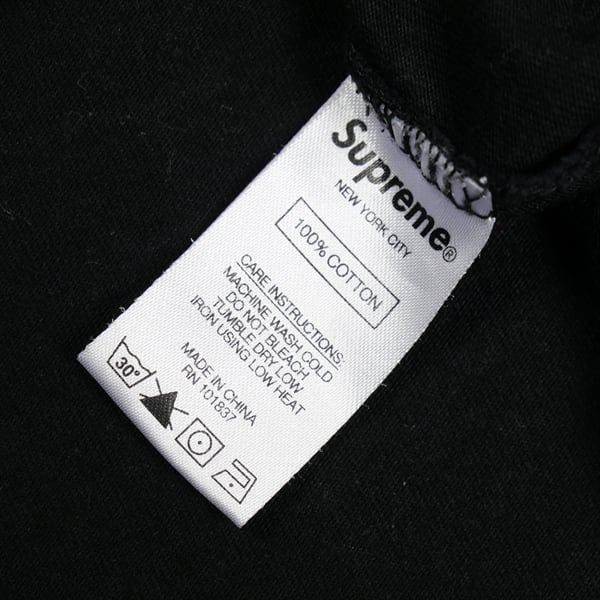 Supreme®
NEW YORK CITY
100% COTTON
CARE INSTRUCTIONS:
MACHINE WASH COLD
DO NOT BLEACH
TUMBLE DRY LOW
IRON USING LOW HEAT
MADE IN CHINA
RN 101837
30°